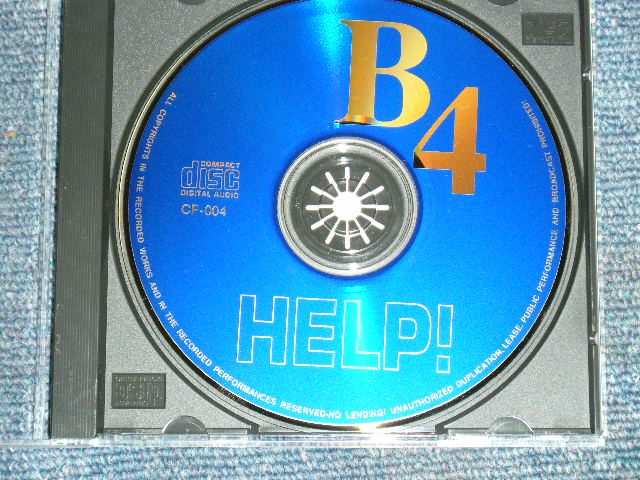 B
4
COMPACT
disc
DIGITAL AUDIO
CF-004
HELP!
ALL COPYRIGHTS IN THE RECORDED WORKS AND IN THE RECORDED PERFORMANCES RESERVED-NO LENDING! UNAUTHORIZED DUPLICATION, LEASE, PUBLIC PERFORMANCE AND BROADCAST PROHIBITED!